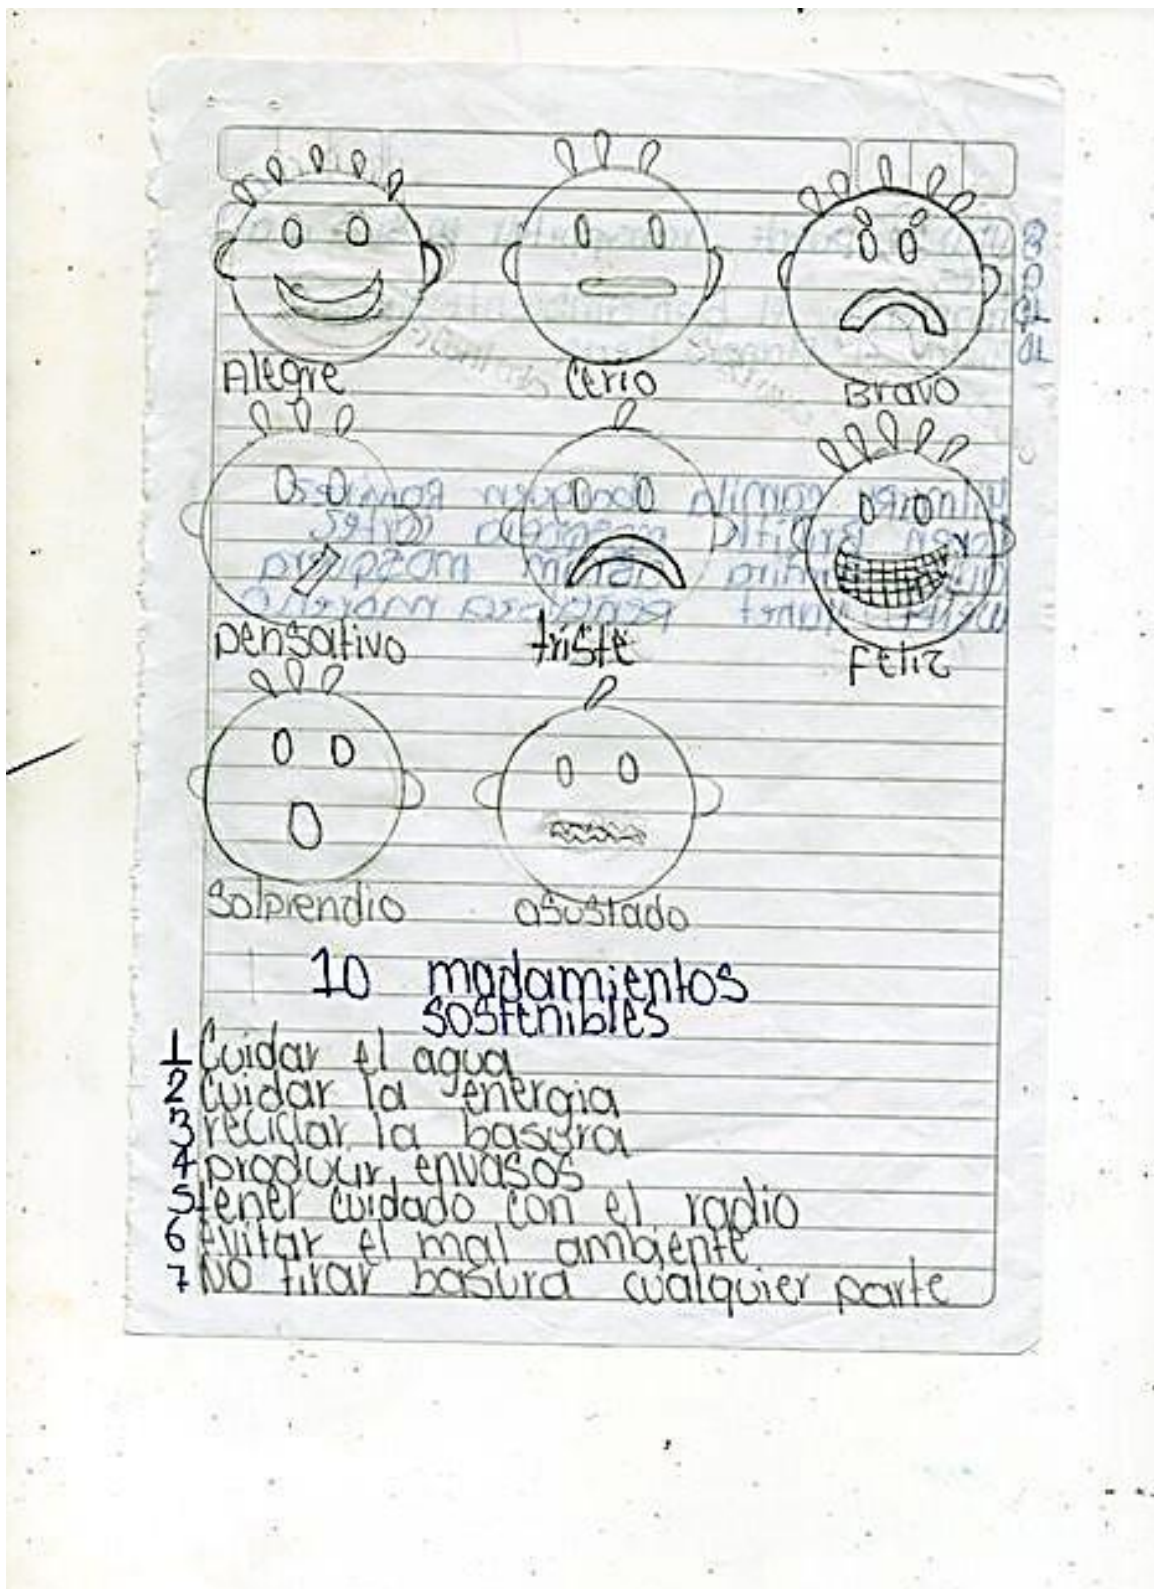 Alegre Cerio Bravo
pensativo triste Feliz
Solprendio asustado
10 madamientos
sostenibles
1 Cuidar el agua
2 cuidar la energia
3 reciclar la basura
4 producir envasos
5 tener cuidado con el radio
6 evitar el mal ambiente
7 No tirar basura cualquier parte